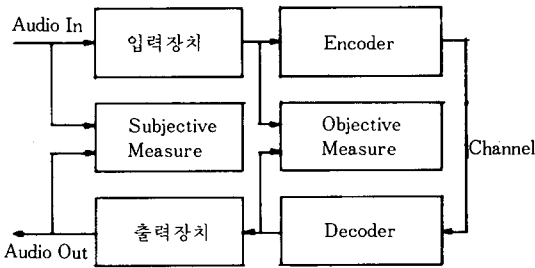 Audio In
입력장치
Encoder
Subjective
Measure
Objective
Measure
Channel
출력장치
Decoder
Audio Out